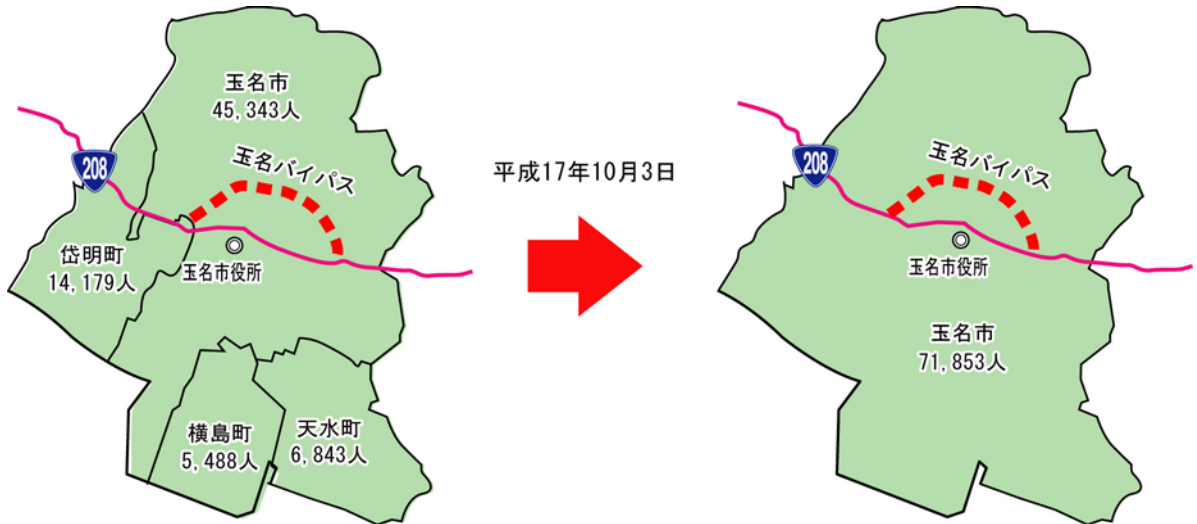 玉名市
45,343人
玉名バイパス
208
岱明町
14,179人
玉名市役所
横島町
5,488人
天水町
6,843人
平成17年10月3日
208
玉名バイパス
玉名市役所
玉名市
71,853人